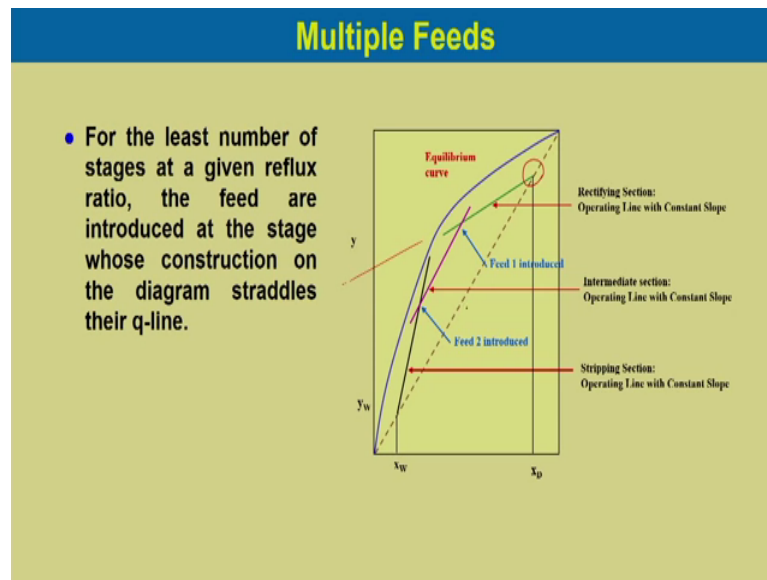 Multiple Feeds
• For the least number of
stages at a given reflux
ratio, the feed are
introduced at the stage
whose construction on
the diagram straddles
their q-line.
Equilibrium
curve
Rectifying Section:
Operating Line with Constant Slope
y
Feed 1 introduced
Intermediate section:
Operating Line with Constant Slope
Feed 2 introduced
Stripping Section:
Operating Line with Constant Slope
yW
xW
xD